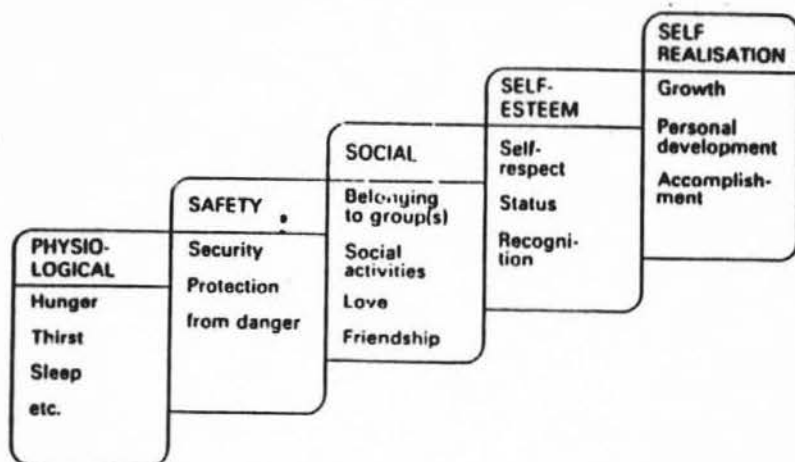 PHYSIO-
LOGICAL
Hunger
Thirst
Sleep
etc.
SAFETY
Security
Protection
from danger
SOCIAL
Belonging
to group(s)
Social
activities
Love
Friendship
SELF-
ESTEEM
Self-
respect
Status
Recogni-
tion
SELF
REALISATION
Growth
Personal
development
Accomplish-
ment